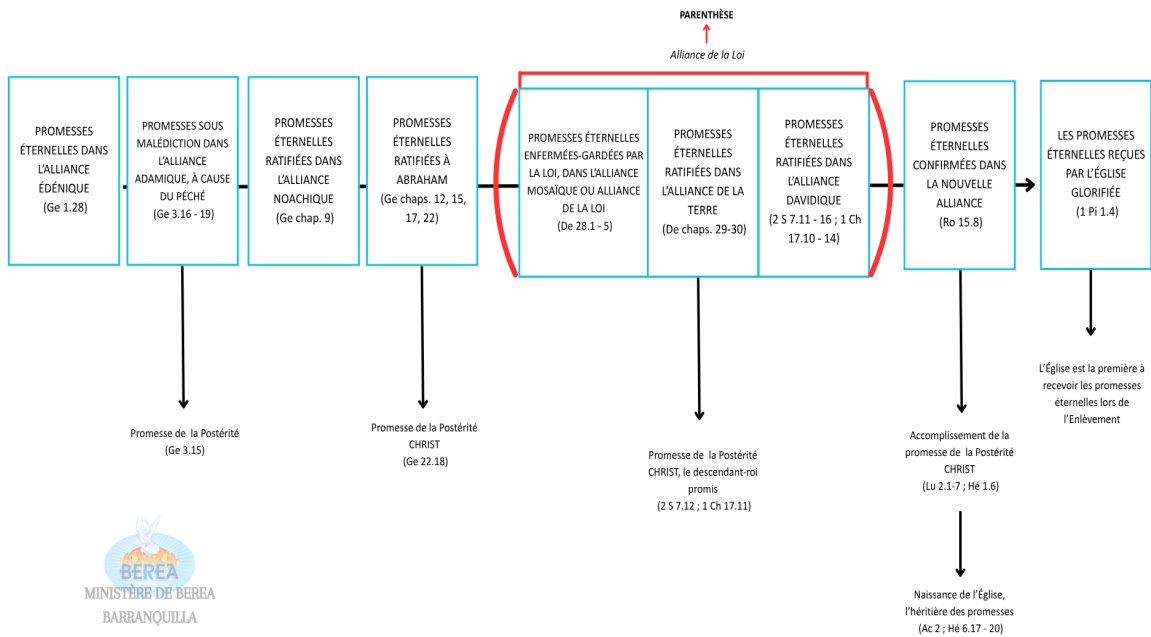 PARENTHÈSE
Alliance de la Loi
PROMESSES
ÉTERNELLES DANS
L'ALLIANCE
ÉDÉNIQUE
(Ge 1.28)
PROMESSES SOUS
MALÉDICTION DANS
L'ALLIANCE
ADAMIQUE, À CAUSE
DU PÉCHÉ
(Ge 3.16 - 19)
PROMESSES
ÉTERNELLES
RATIFIÉES DANS
L'ALLIANCE
NOACHIQUE
(Ge chap. 9)
PROMESSES
ÉTERNELLES
RATIFIÉES À
ABRAHAM
(Ge chaps. 12, 15,
17, 22)
PROMESSES ÉTERNELLES
ENFERMÉES-GARDÉES PAR
LA LOI, DANS L'ALLIANCE
MOSAÏQUE OU ALLIANCE
DE LA LOI
(De 28.1 - 5)
PROMESSES
ÉTERNELLES
RATIFIÉES DANS
L'ALLIANCE DE LA
TERRE
(De chaps. 29-30)
PROMESSES
ÉTERNELLES
RATIFIÉES DANS
L'ALLIANCE
DAVIDIQUE
(2 S 7.11 - 16 ; 1 Ch
17.10 - 14)
PROMESSES
ÉTERNELLES
CONFIRMÉES DANS
LA NOUVELLE
ALLIANCE
(Ro 15.8)
LES PROMESSES
ÉTERNELLES REÇUES
PAR L'ÉGLISE
GLORIFIÉE
(1 Pi 1.4)
Promesse de la Postérité
(Ge 3.15)
Promesse de la Postérité
CHRIST
(Ge 22.18)
Promesse de la Postérité
CHRIST, le descendant-roi
promis
(2 S 7.12 ; 1 Ch 17.11)
Accomplissement de la
promesse de la Postérité
CHRIST
(Lu 2.1-7 ; Hé 1.6)
Naissance de l'Église,
l'héritière des promesses
(Ac 2 ; Hé 6.17 - 20)
L'Église est la première à
recevoir les promesses
éternelles lors de
l'Enlèvement
BEREA
MINISTÈRE DE BEREA
BARRANQUILLA